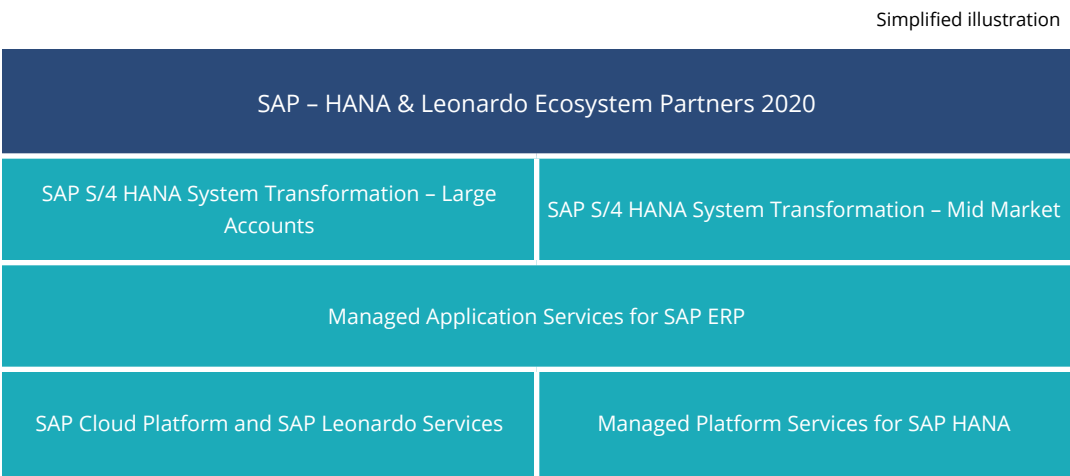 Simplified illustration
SAP – HANA & Leonardo Ecosystem Partners 2020
SAP S/4 HANA System Transformation – Large
Accounts
SAP S/4 HANA System Transformation – Mid Market
Managed Application Services for SAP ERP
SAP Cloud Platform and SAP Leonardo Services
Managed Platform Services for SAP HANA